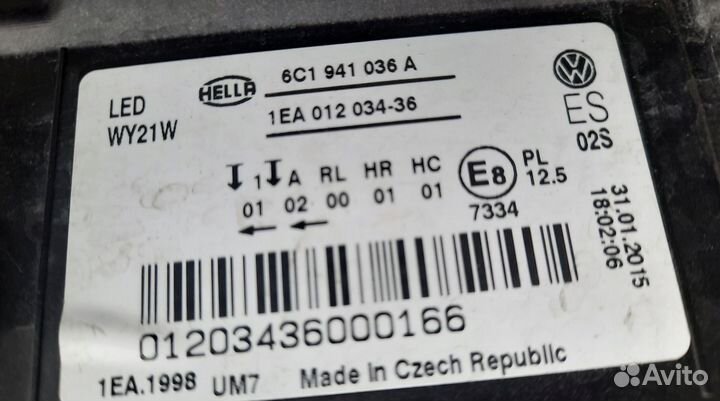 LED
WY21W
HELLA
6C1 941 036 A
1EA 012 034-36
ES
02S
1 A RL HR HC
01 02 00 01 01
E8
PL
12.5
7334
31.01.2015
18:02:06
01203436000166
1EA.1998 UM7 Made in Czech Republic
Avito